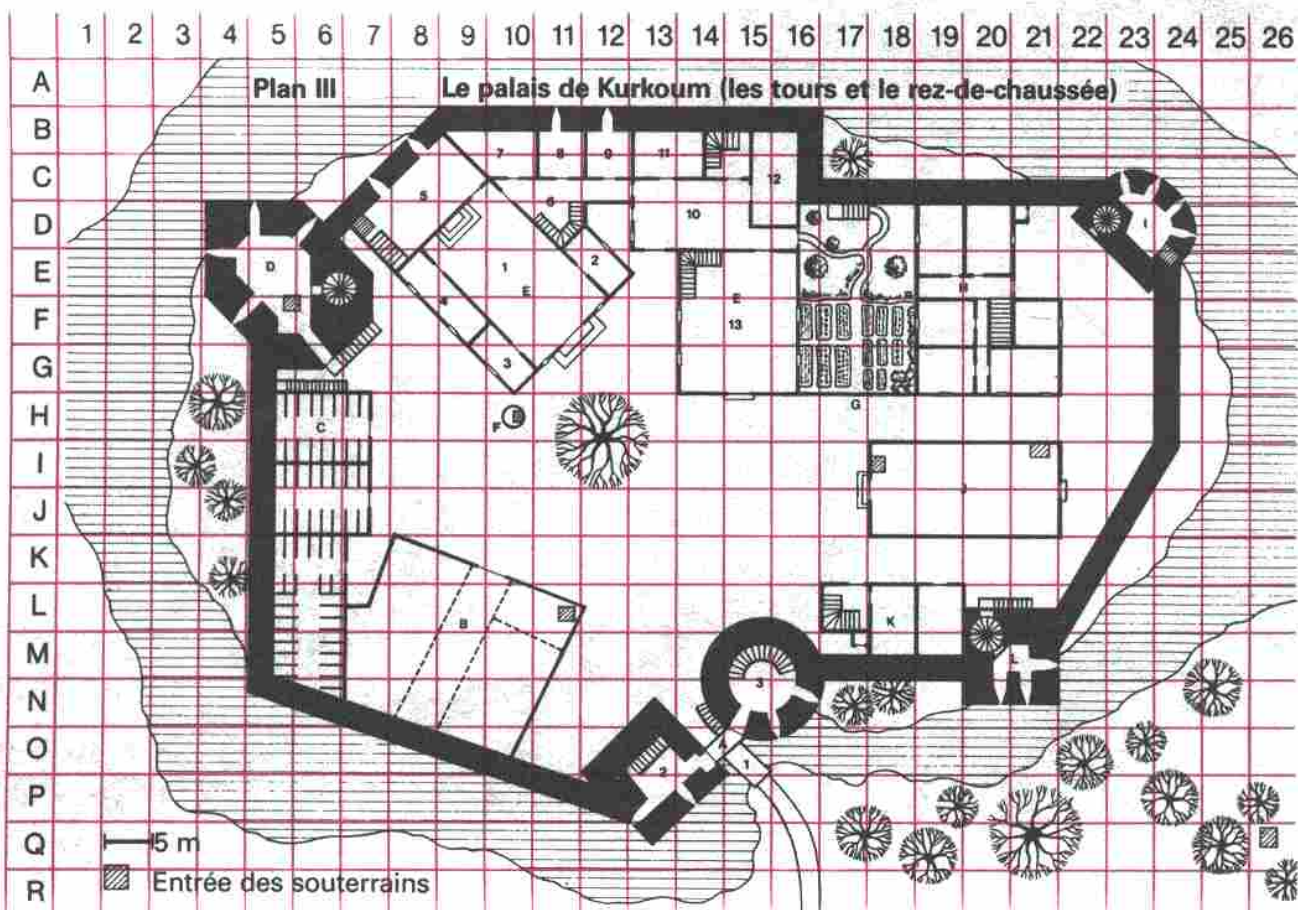 1 2 3 4 5 6 7 8 9 10 11 12 13 14 15 16 17 18 19 20 21 22 23 24 25 26
A
Plan III Le palais de Kurkoum (les tours et le rez-de-chaussée)
B
7 8 9 11
C
5 12
6
D
10 I
2
E
D 1 H
4 E E
F
13
3
G
H
C F G
I
J
J
K
L
B K
M
L
3
N
O
A
2 1
P
Q
5 m
R
Entrée des souterrains